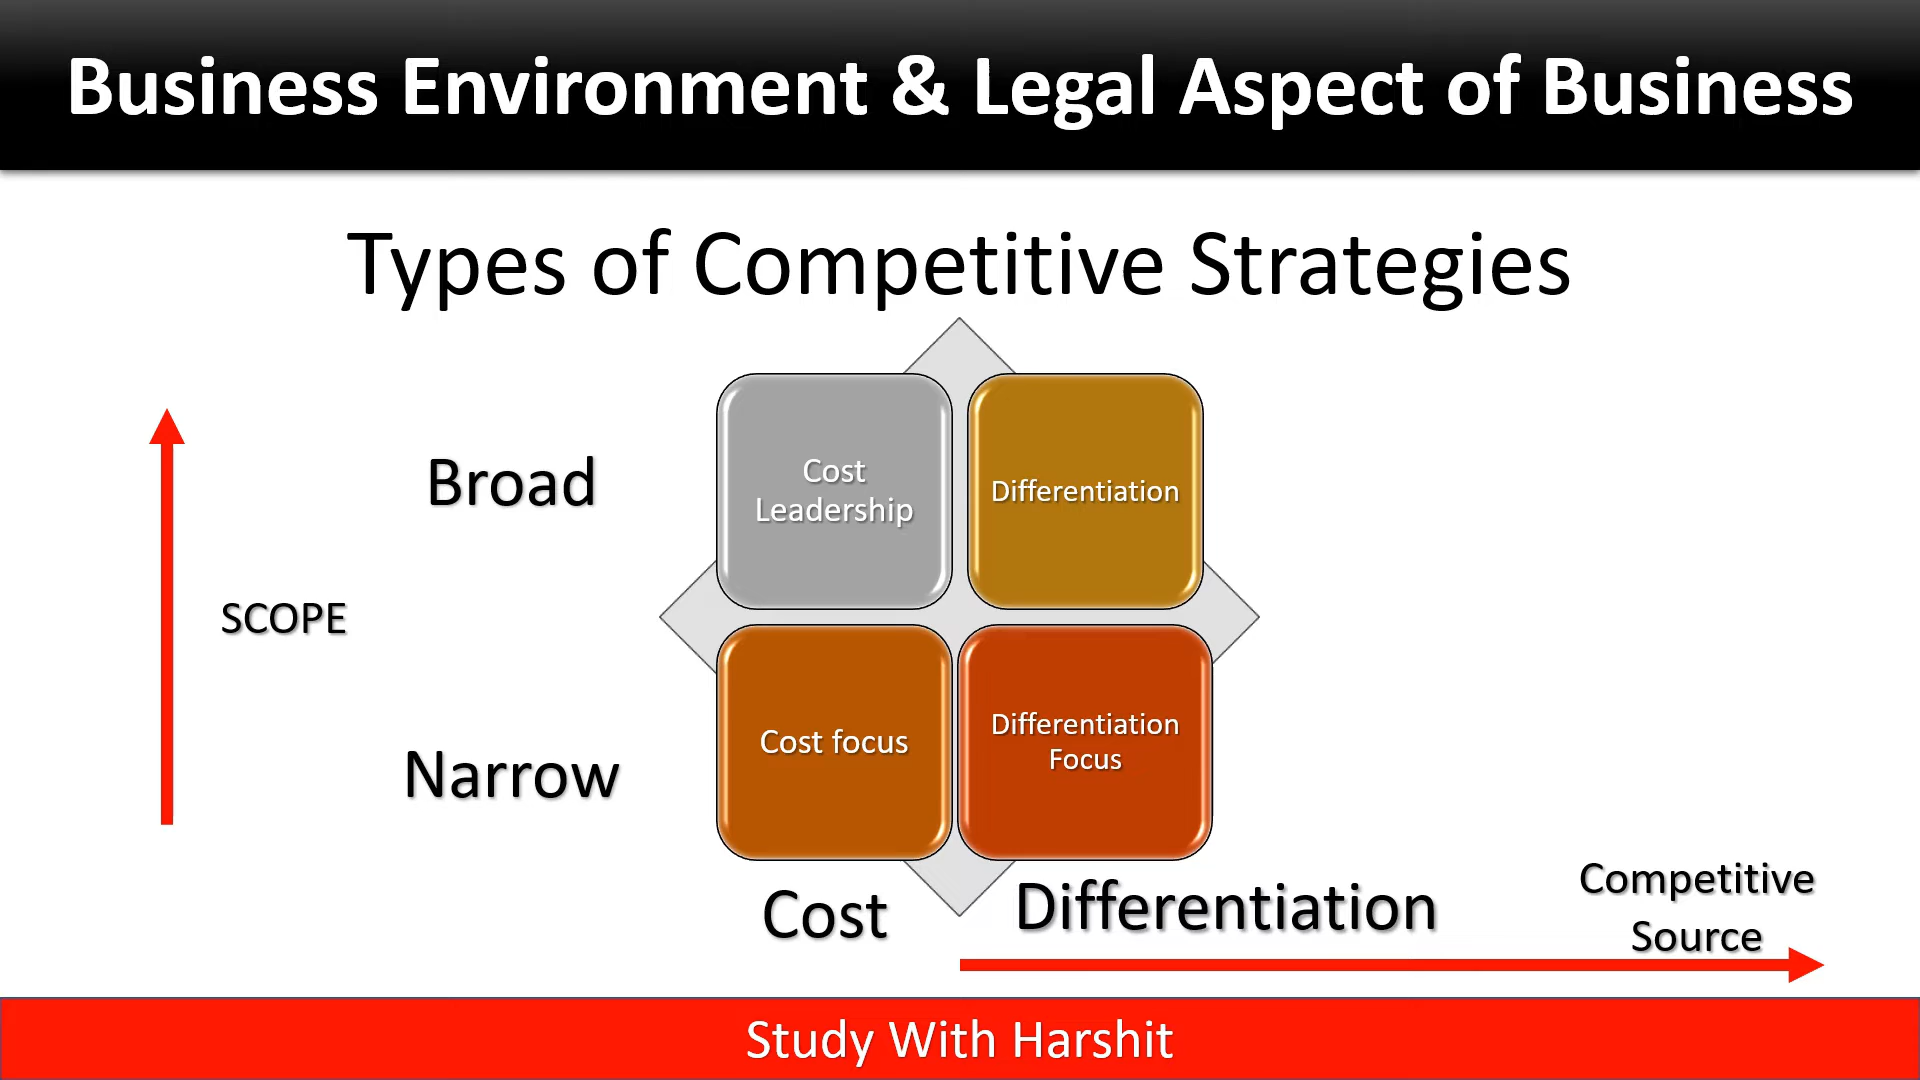 Business Environment & Legal Aspect of Business
Types of Competitive Strategies
Broad
Cost
Leadership
Differentiation
SCOPE
Narrow
Cost focus
Differentiation
Focus
Cost
Differentiation
Competitive
Source
Study With Harshit